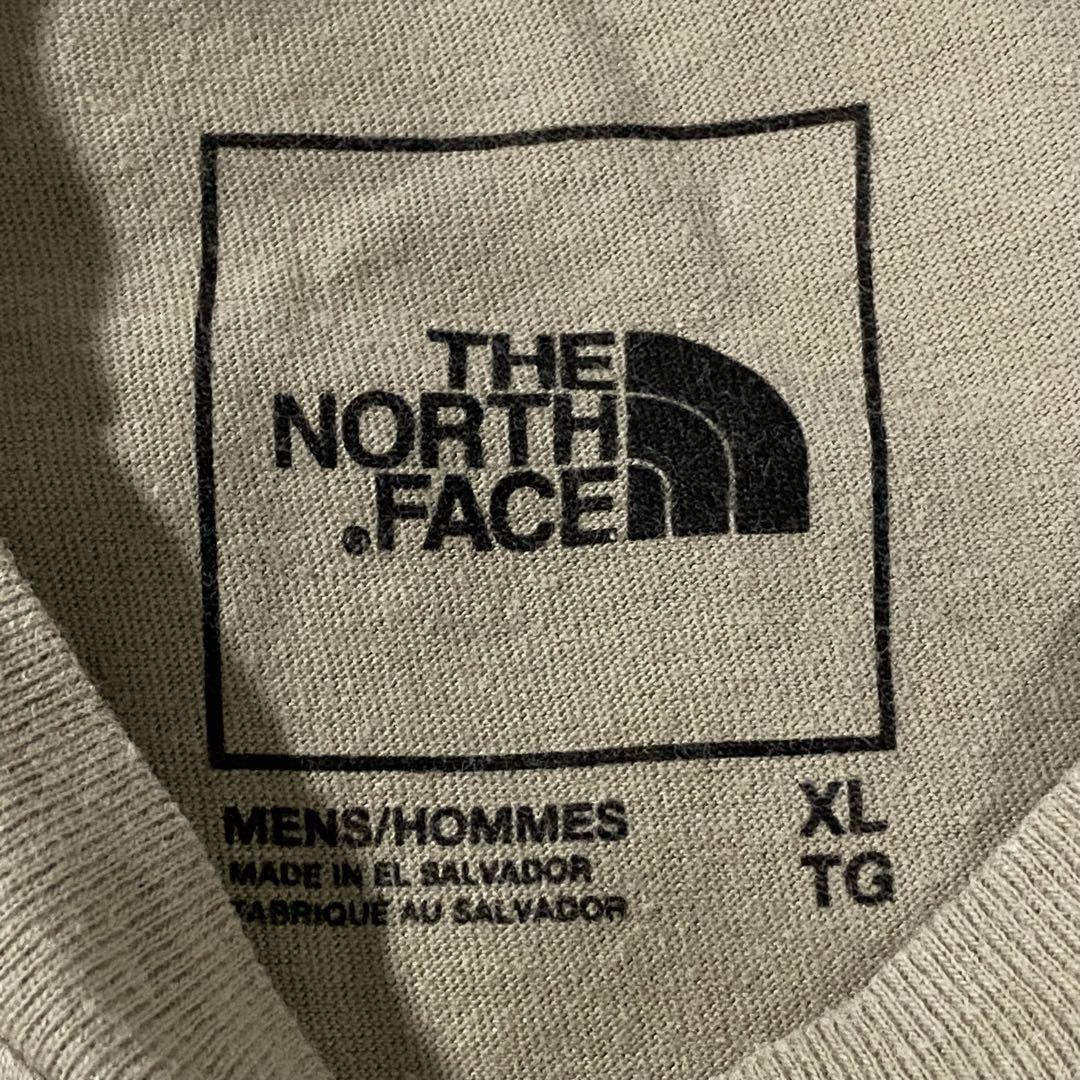 THE
NORTH
®FACE
MENS/HOMMES
XL
MADE IN EL SALVADOR
TG
FABRIQUE AU SALVADOR